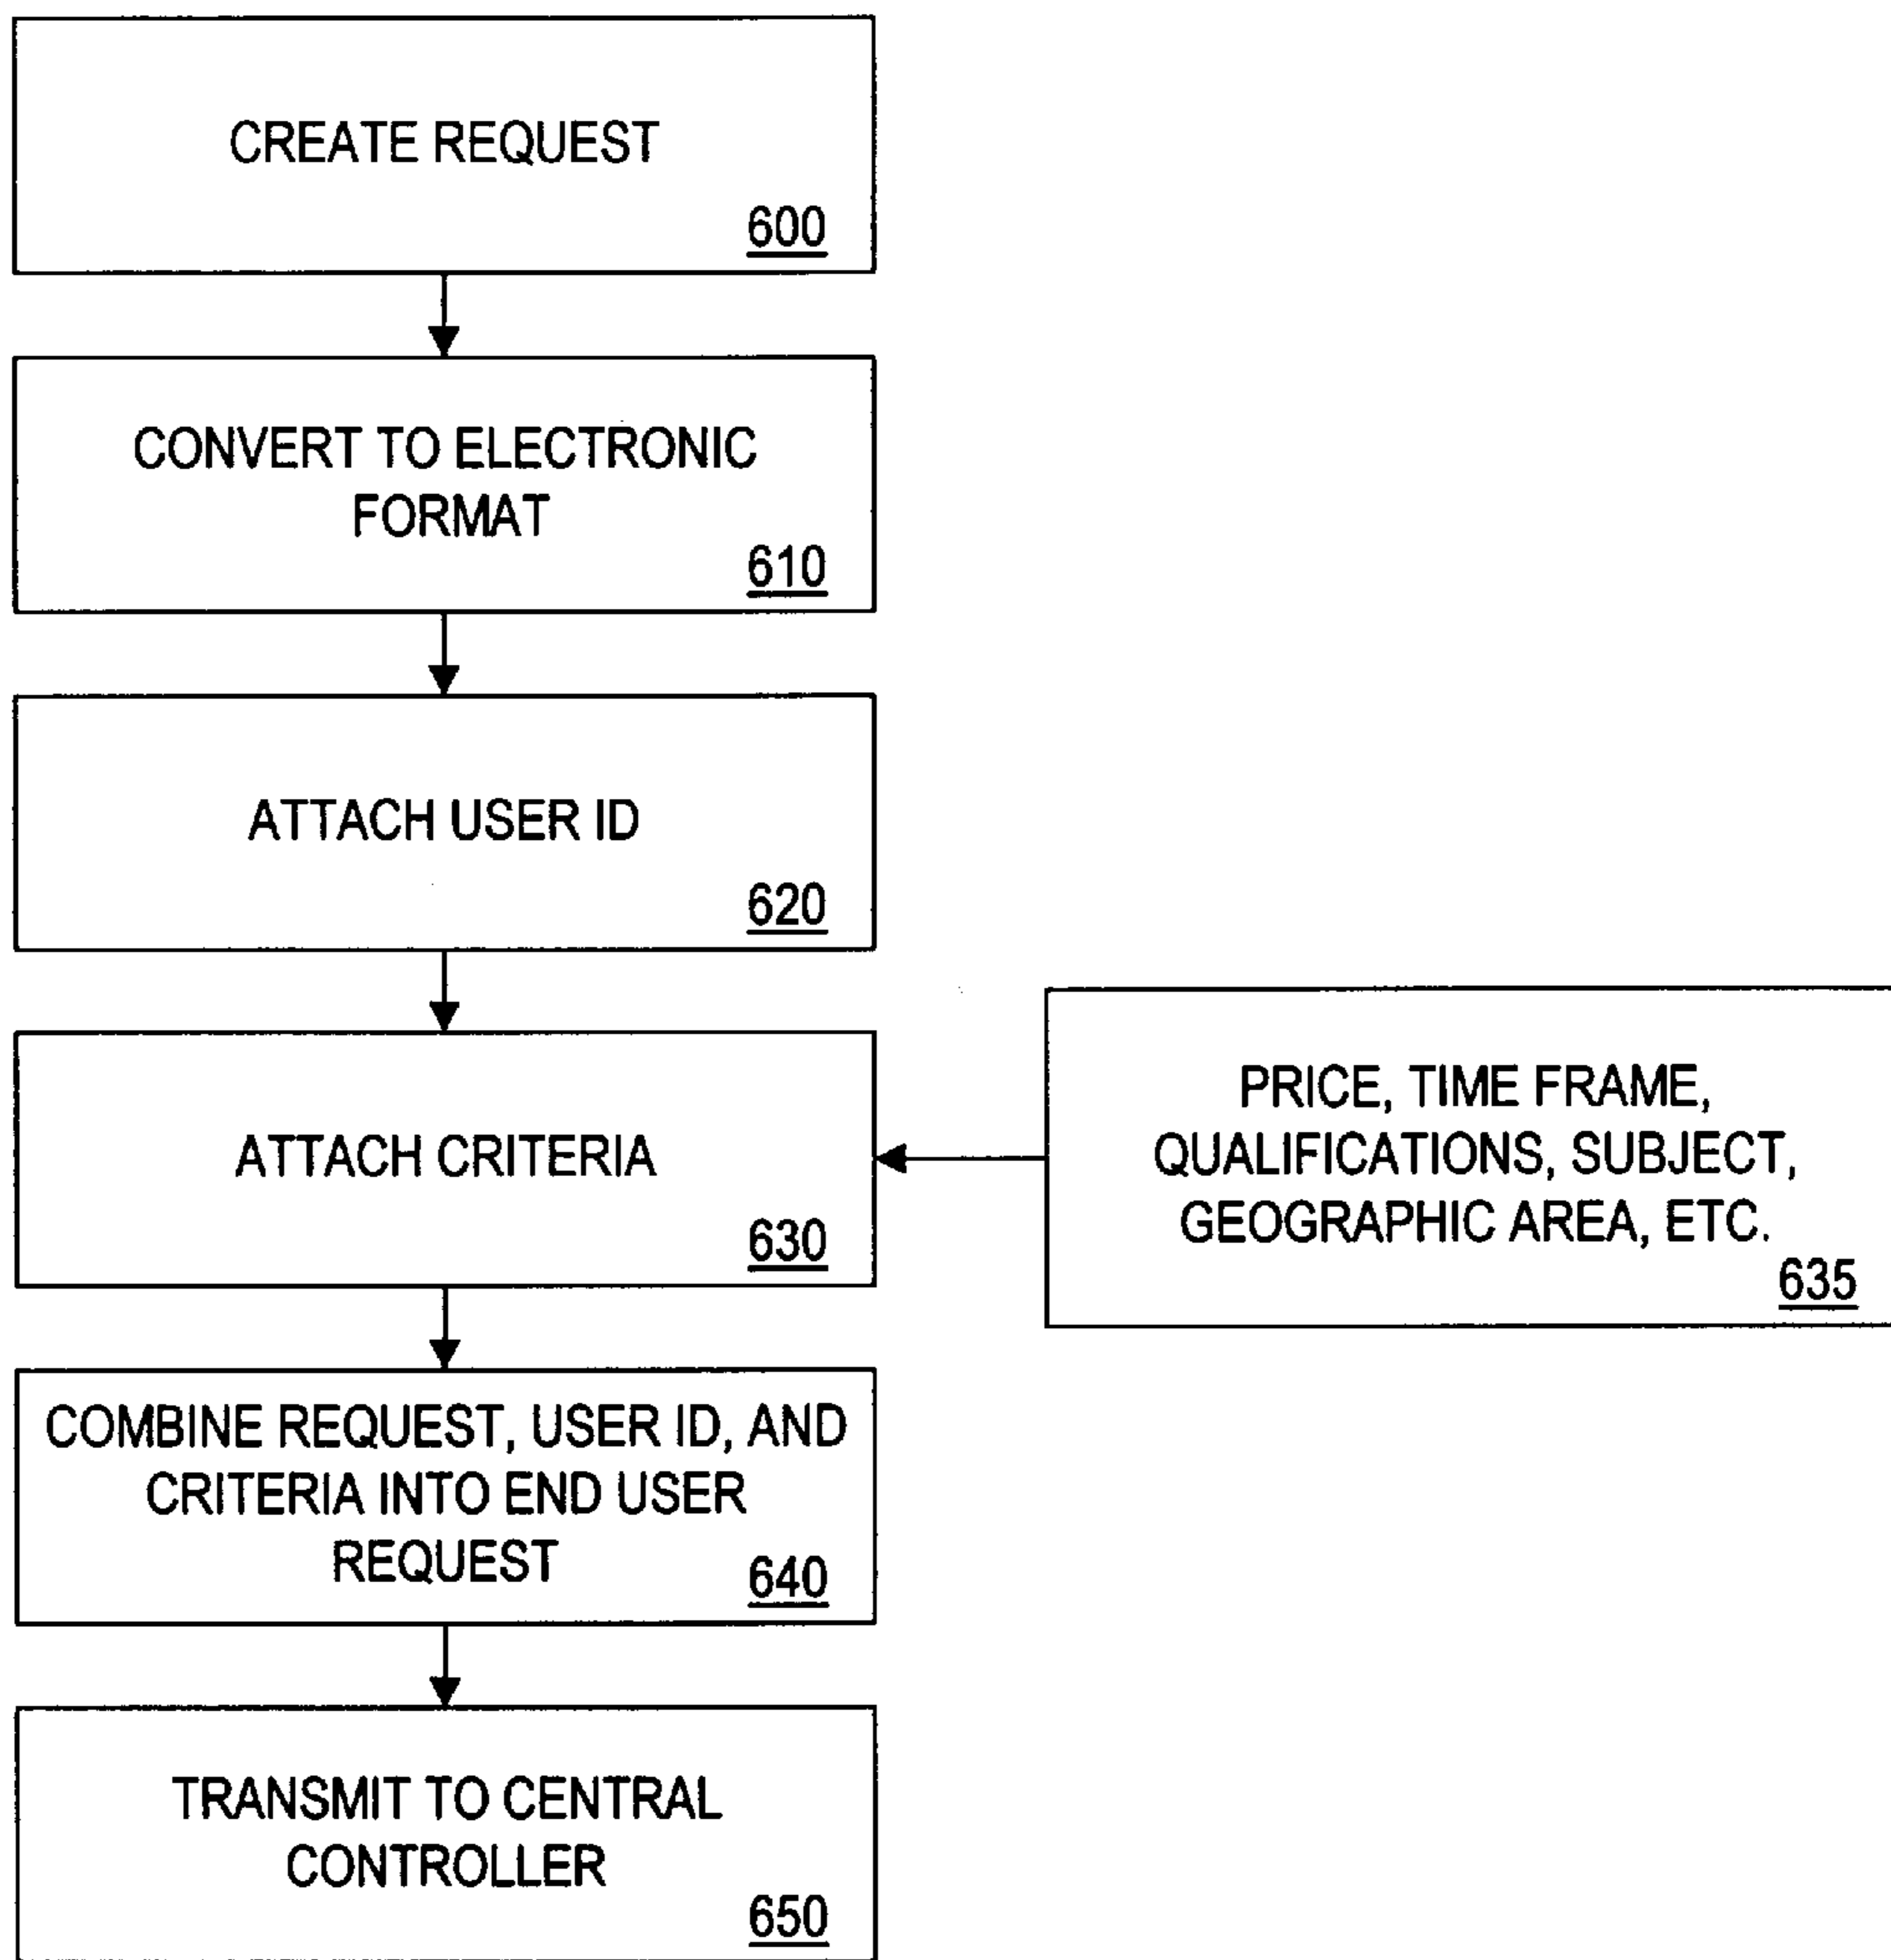 CREATE REQUEST
600
CONVERT TO ELECTRONIC
FORMAT
610
ATTACH USER ID
620
ATTACH CRITERIA
630
PRICE, TIME FRAME,
QUALIFICATIONS, SUBJECT,
GEOGRAPHIC AREA, ETC.
635
COMBINE REQUEST, USER ID, AND
CRITERIA INTO END USER
REQUEST
640
TRANSMIT TO CENTRAL
CONTROLLER
650